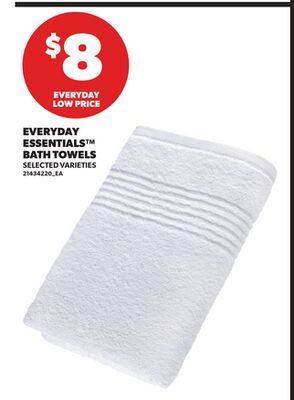 $8
EVERYDAY
LOW PRICE
EVERYDAY
ESSENTIALS™
BATH TOWELS
SELECTED VARIETIES
21434220_EA